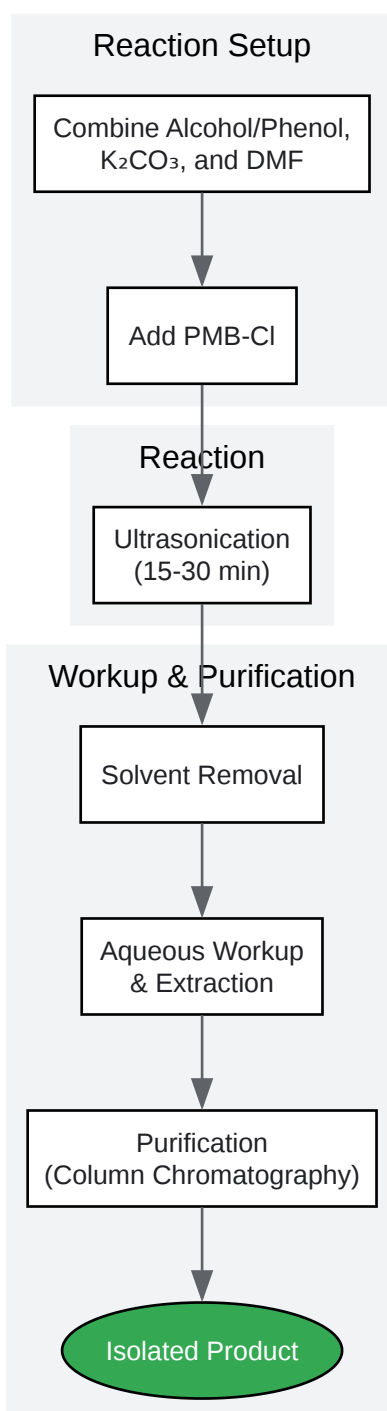 Reaction Setup
Combine Alcohol/Phenol,
K₂CO₃, and DMF
Add PMB-Cl
Reaction
Ultrasonication
(15-30 min)
Workup & Purification
Solvent Removal
Aqueous Workup
& Extraction
Purification
(Column Chromatography)
Isolated Product